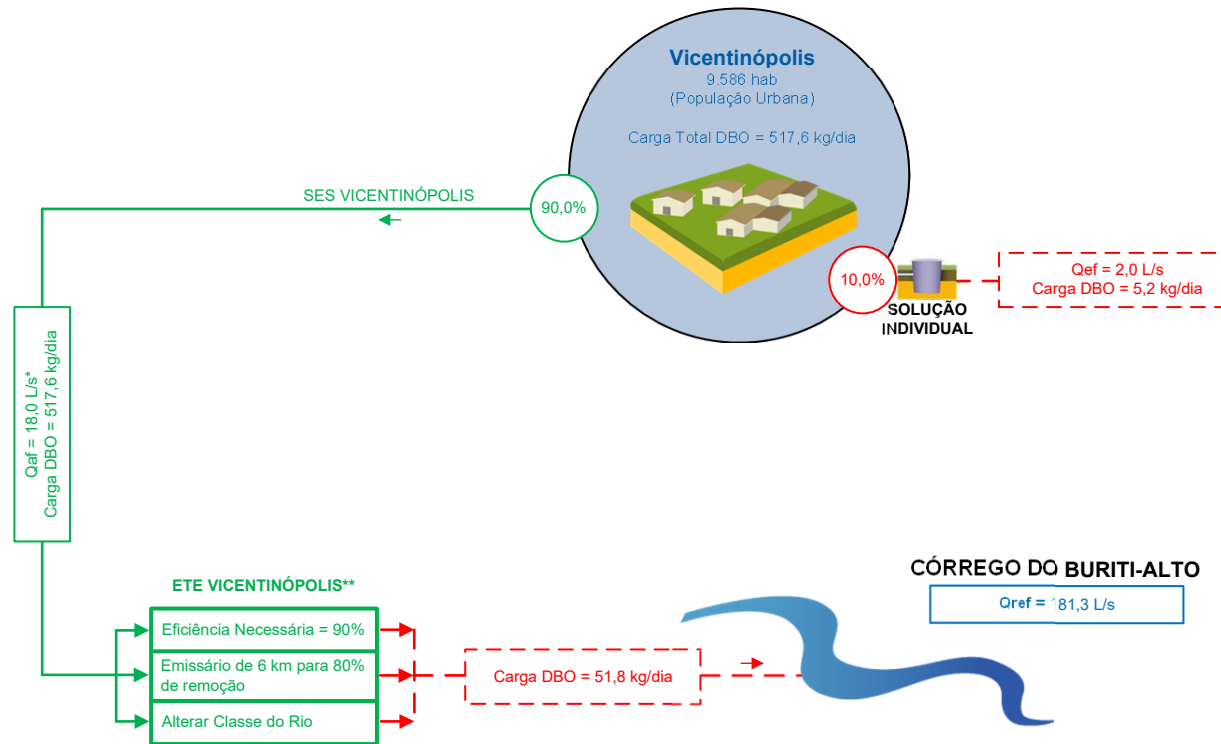 Vicentinópolis
9.586 hab
(População Urbana)
Carga Total DBO = 517,6 kg/dia
SES VICENTINÓPOLIS
90,0%
10,0%
SOLUÇÃO
INDIVIDUAL
Qef = 2,0 L/s
Carga DBO = 5,2 kg/dia
Qaf = 18,0 L/s*
Carga DBO = 517,6 kg/dia
ETE VICENTINÓPOLIS**
Eficiência Necessária = 90%
Emissário de 6 km para 80%
de remoção
Alterar Classe do Rio
Carga DBO = 51,8 kg/dia
CÓRREGO DO BURITI-ALTO
Qref = 181,3 L/s